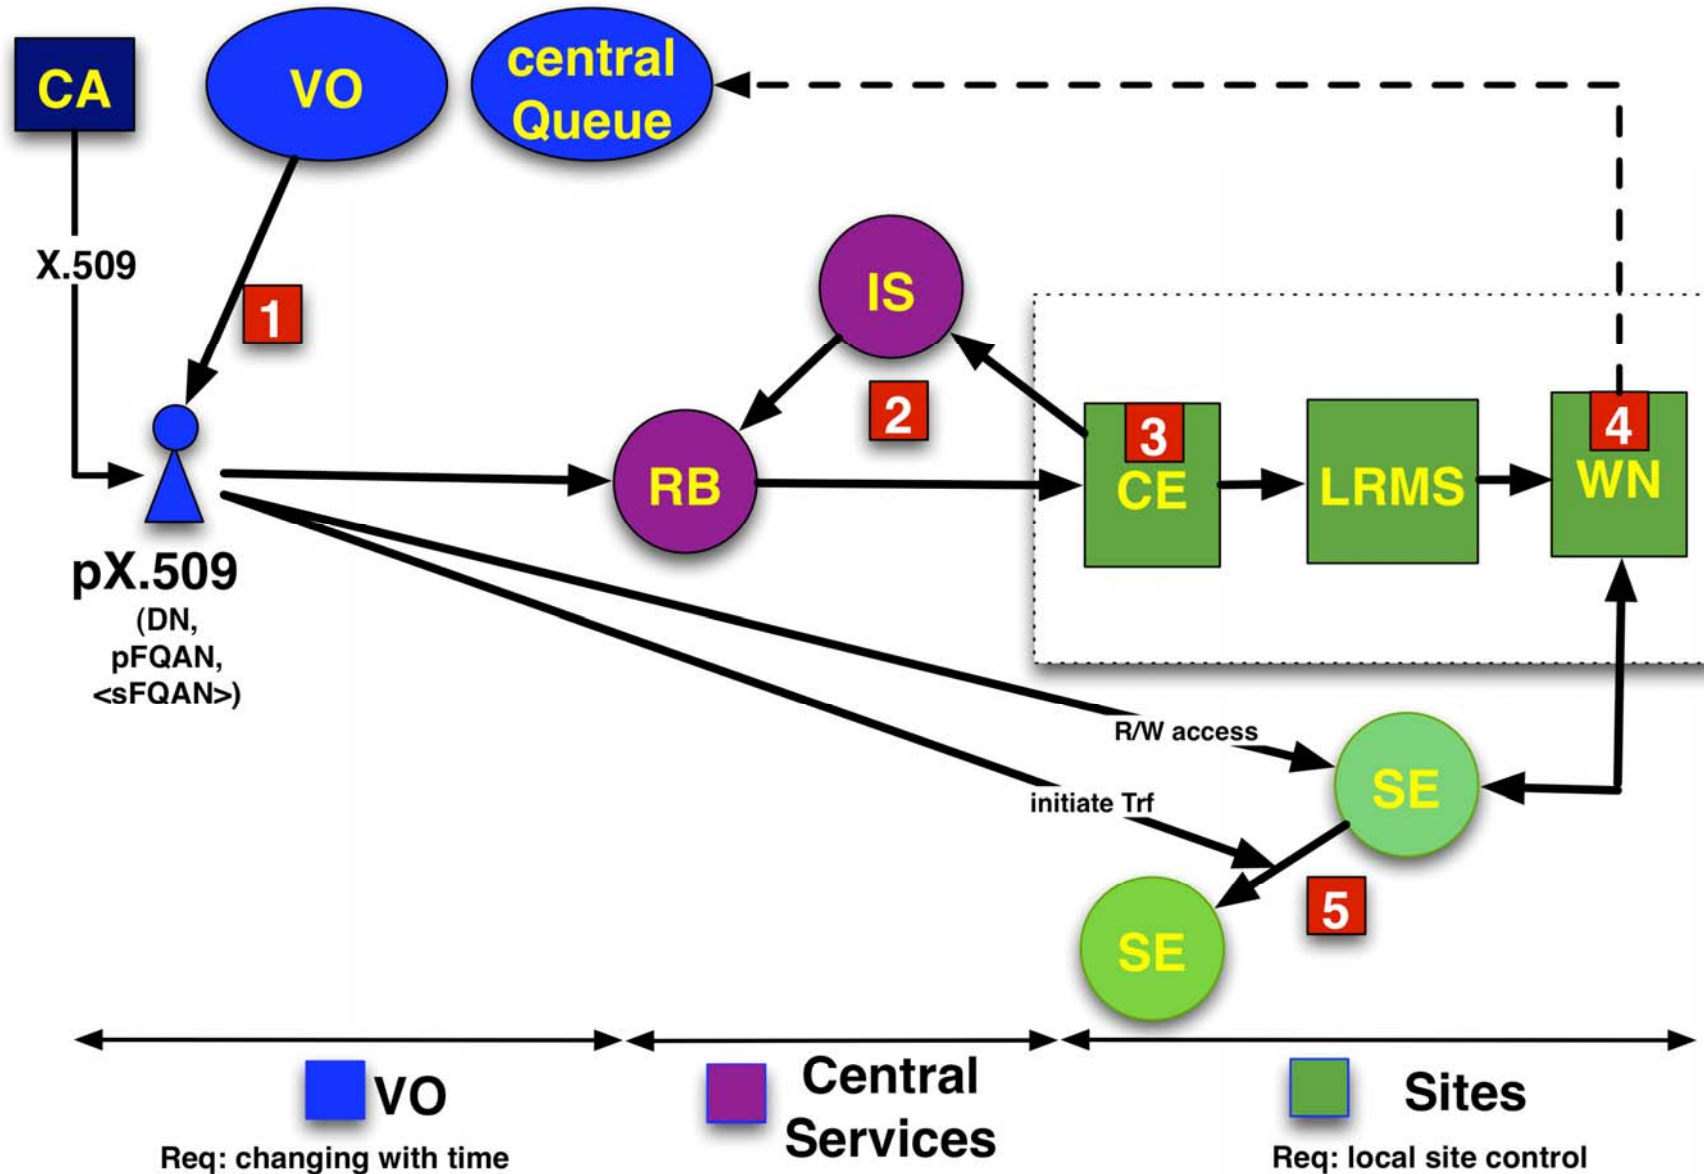 CA
VO
central
Queue
X.509
1
IS
2
3
4
RB
CE
LRMS
WN
pX.509
(DN,
pFQAN,
<sFQAN>)
R/W access
initiate Trf
SE
5
SE
VO
Central
Services
Sites
Req: changing with time
Req: local site control